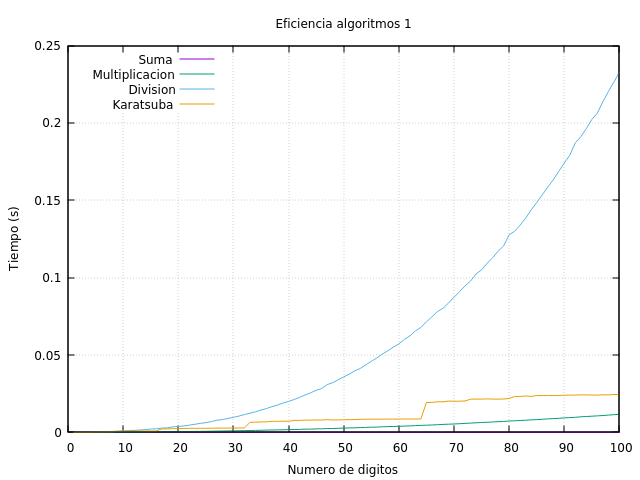 Eficiencia algoritmos 1
0.25
Suma
Multiplicacion
Division
Karatsuba
0.2
0.15
Tiempo (s)
0.1
0.05
0
0 10 20 30 40 50 60 70 80 90 100
Numero de digitos